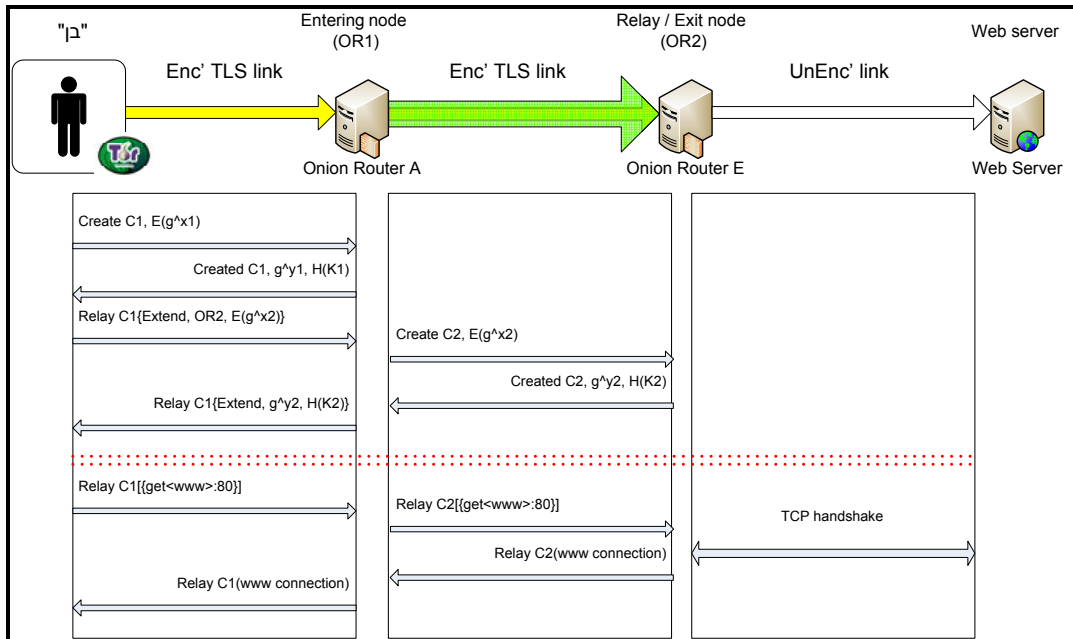 "בן"
Entering node
(OR1)
Relay / Exit node
(OR2)
Web server
Enc' TLS link
Enc' TLS link
UnEnc' link
Tor
Onion Router A
Onion Router E
Web Server
Create C1, E(g^x1)
Created C1, g^y1, H(K1)
Relay C1{Extend, OR2, E(g^x2)}
Create C2, E(g^x2)
Created C2, g^y2, H(K2)
Relay C1{Extend, g^y2, H(K2)}
Relay C1[{get<www>:80}]
Relay C2[{get<www>:80}]
TCP handshake
Relay C2(www connection)
Relay C1(www connection)